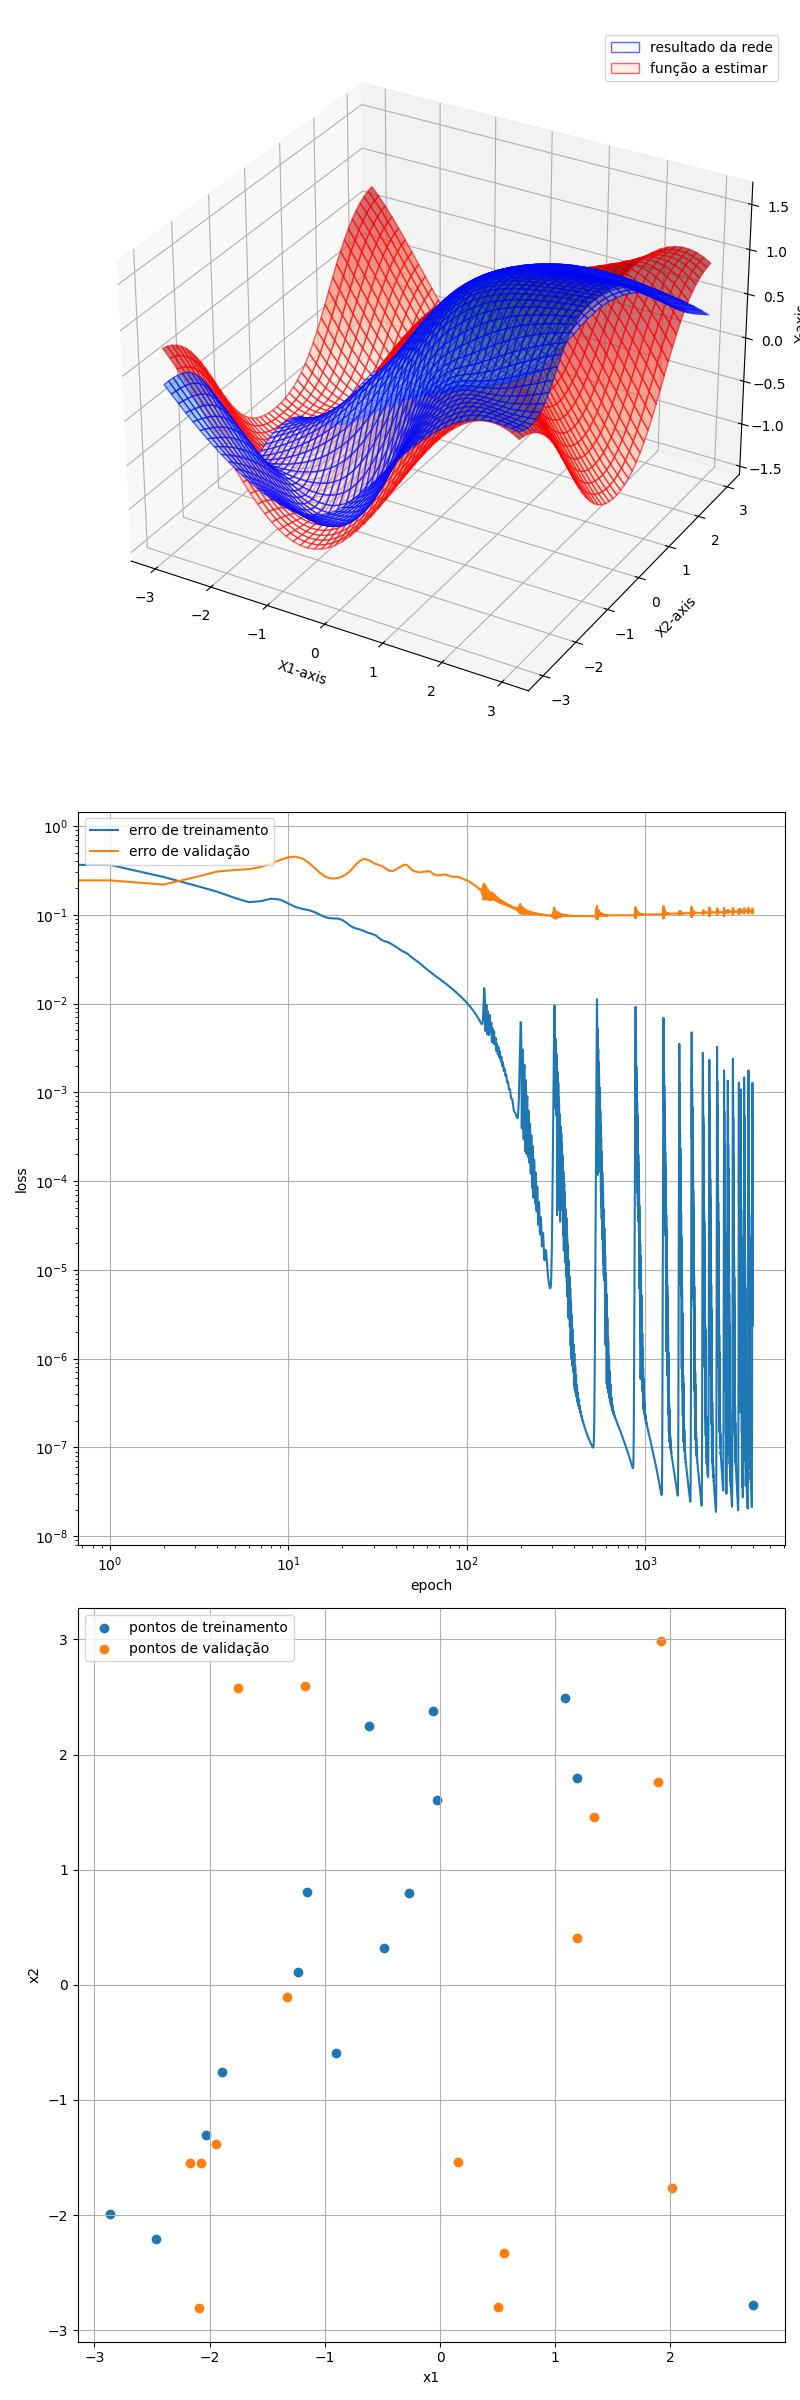 resultado da rede
função a estimar
1.5
1.0
0.5
0.0
−0.5
−1.0
−1.5
3
2
1
0
−1
−2
−3
X2-axis
−3
−2
−1
0
1
2
3
X1-axis
erro de treinamento
erro de validação
10⁰
10⁻¹
10⁻²
10⁻³
10⁻⁴
10⁻⁵
10⁻⁶
10⁻⁷
10⁻⁸
loss
10⁰ 10¹ 10² 10³
epoch
pontos de treinamento
pontos de validação
3
2
1
0
−1
−2
−3
x2
−3 −2 −1 0 1 2
x1